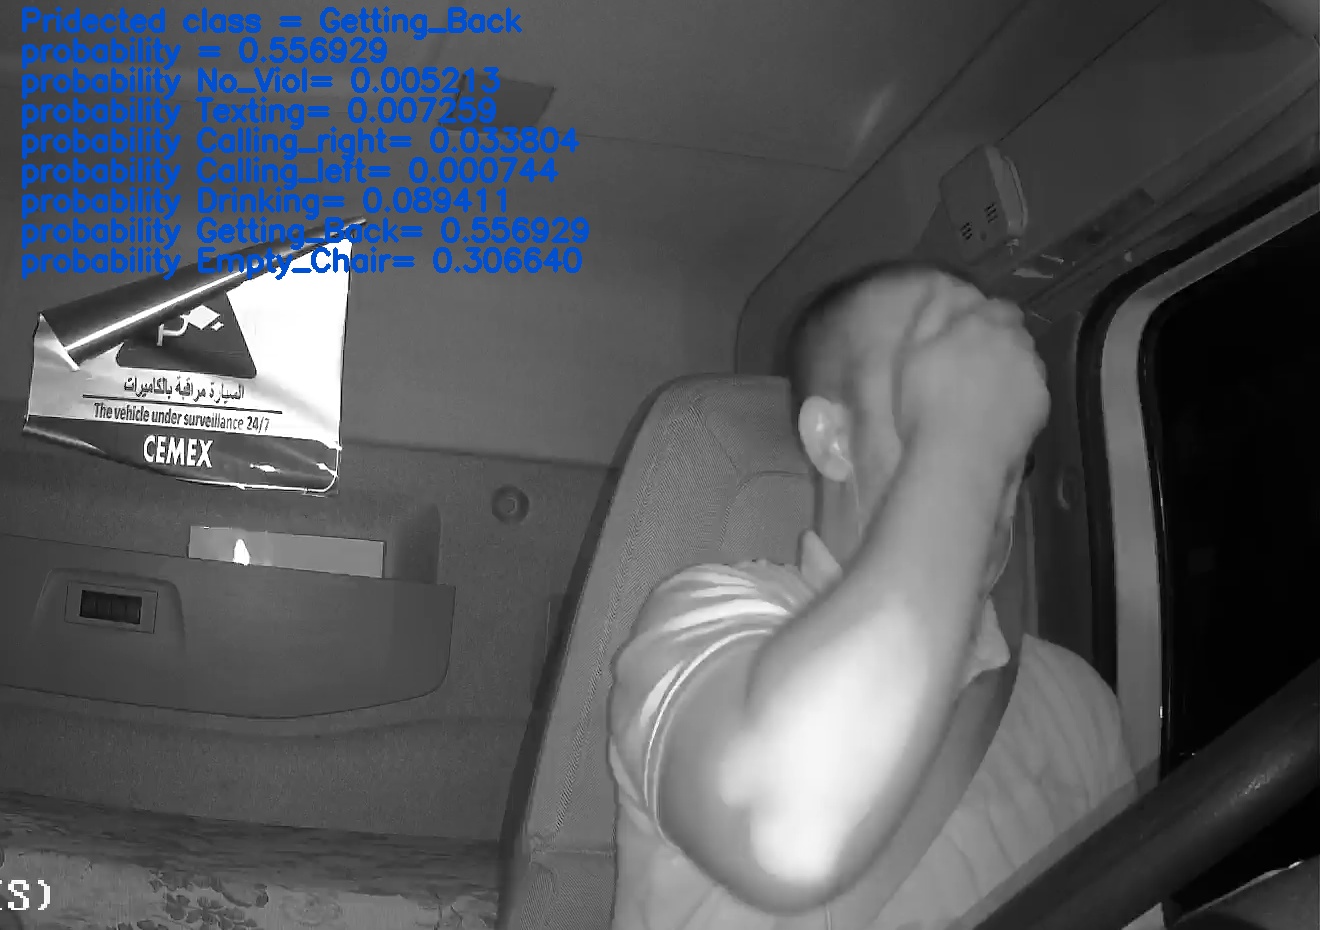 Pridected class = Getting_Back
probability = 0.556929
probability No_Viol= 0.005213
probability Texting= 0.007259
probability Calling_right= 0.033804
probability Calling_left= 0.000744
probability Drinking= 0.089411
probability Getting_Back= 0.556929
probability Empty_Chair= 0.306640
السيارة مراقبة بالكاميرات
The vehicle under surveillance 24/7
CEMEX
S)